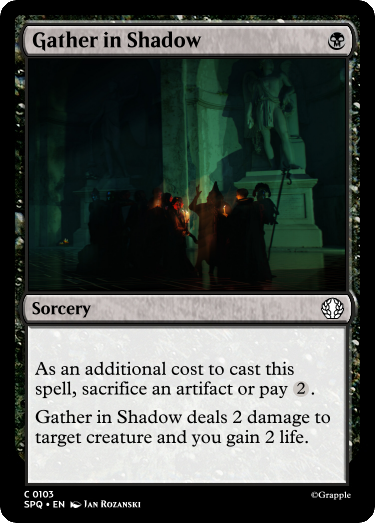 Gather in Shadow
Sorcery
As an additional cost to cast this
spell, sacrifice an artifact or pay 2.
Gather in Shadow deals 2 damage to
target creature and you gain 2 life.
C 0103
SPQ • EN Jan Rozanski
©Grapple